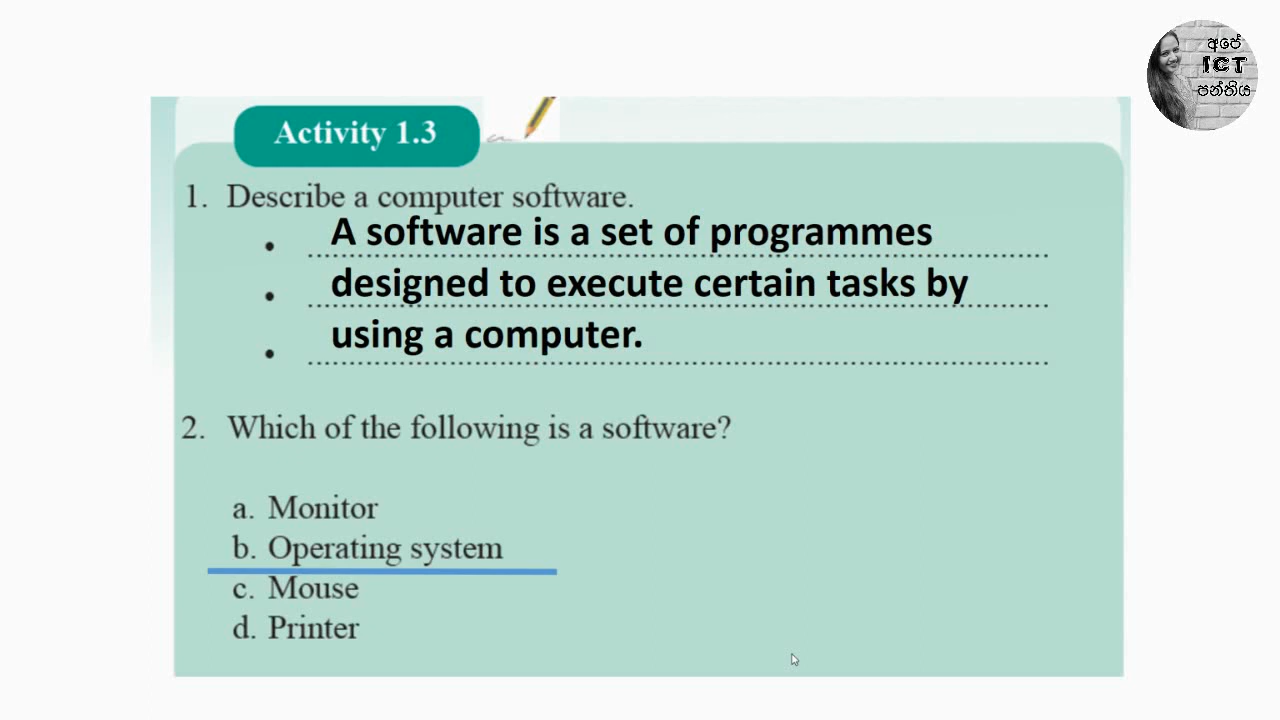 අපේ
ICT
පන්තිය
Activity 1.3
1. Describe a computer software.
• A software is a set of programmes
• designed to execute certain tasks by
• using a computer.
2. Which of the following is a software?
a. Monitor
b. Operating system
c. Mouse
d. Printer